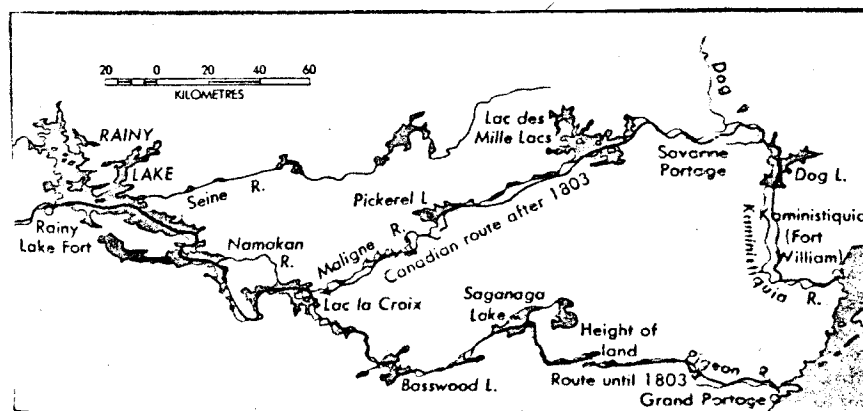 20 0 20 40 60
KILOMETRES
RAINY
LAKE
Rainy
Lake Fort
Seine R.
Namakan
R.
Lac la Croix
Maligne R.
Pickerel L.
Canadian route after 1803
Lac des
Mille Lacs
Dog
Savanne
Portage
Dog L.
Kaministiquia
(Fort
William)
Kaministiquia R.
Saganaga
Lake
Height of
land
Basswood L.
Route until 1803
Pigeon R.
Grand Portage